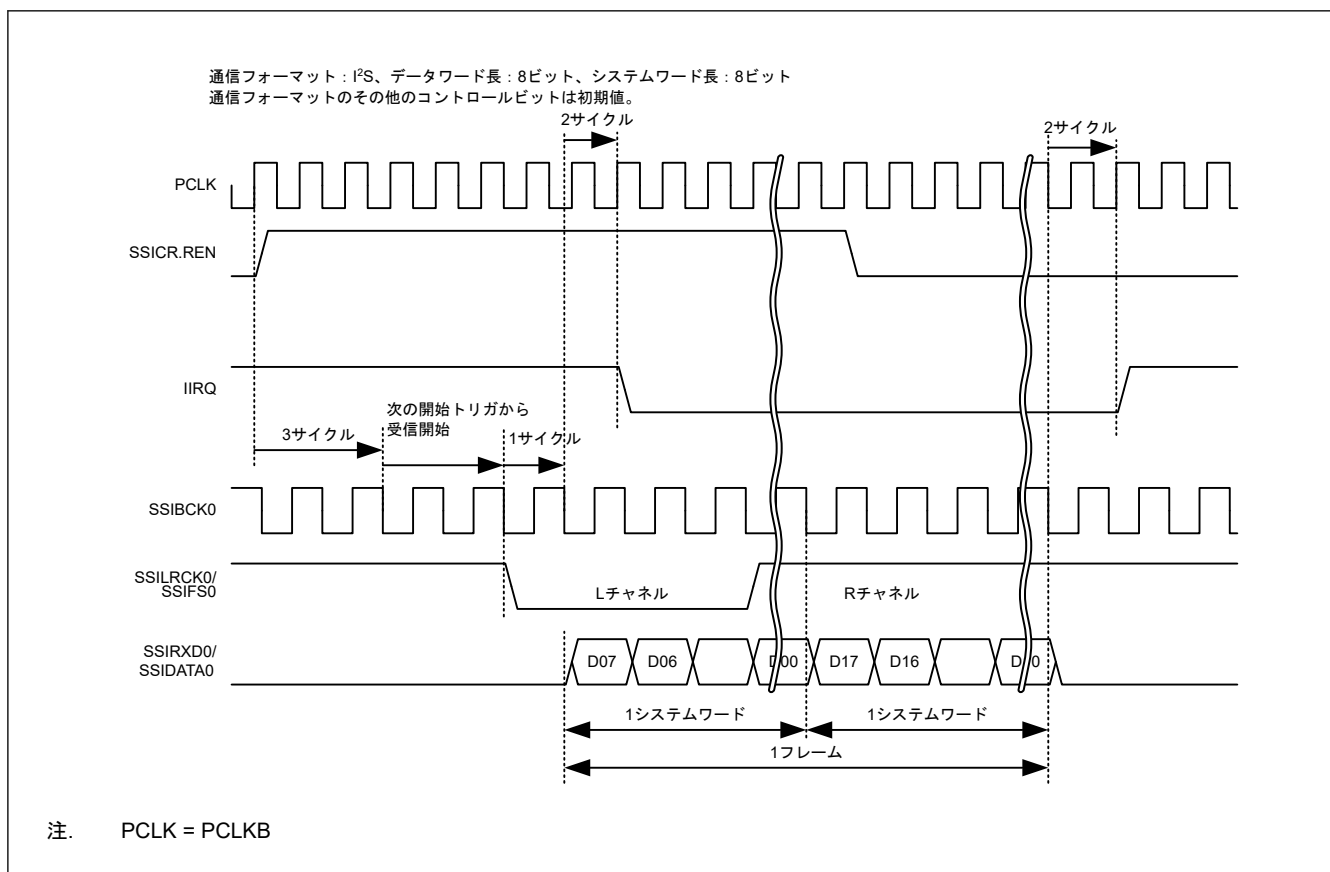 通信フォーマット：I²S、データワード長：8ビット、システムワード長：8ビット
通信フォーマットのその他のコントロールビットは初期値。
2サイクル
2サイクル
PCLK
SSICR.REN
IIRQ
3サイクル
次の開始トリガから
受信開始
1サイクル
SSIBCK0
SSILRCK0/
SSIFS0
Lチャネル
Rチャネル
SSIRXD0/
SSIDATA0
D07
D06
D00
D17
D16
D10
1システムワード
1システムワード
1フレーム
注. PCLK = PCLKB